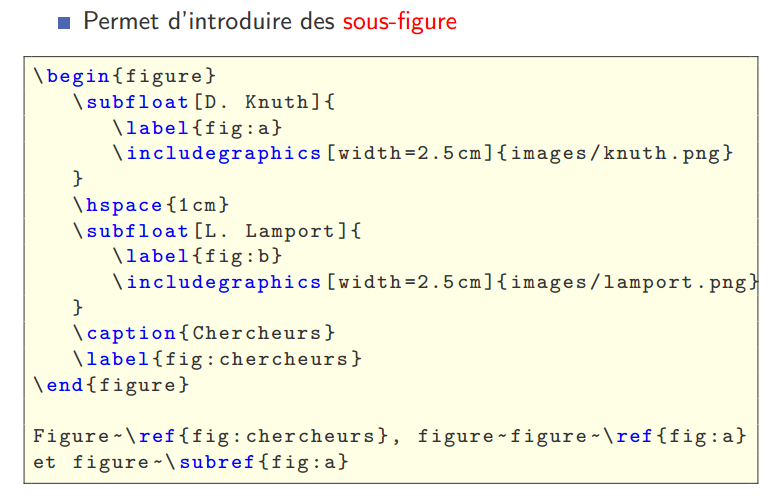 Permet d'introduire des sous-figure
\begin{figure}
\subfloat[D. Knuth]{
\label{fig:a}
\includegraphics[width=2.5cm]{images/knuth.png}
}
\hspace{1cm}
\subfloat[L. Lamport]{
\label{fig:b}
\includegraphics[width=2.5cm]{images/lamport.png}
}
\caption{Chercheurs}
\label{fig:chercheurs}
\end{figure}
Figure~\ref{fig:chercheurs}, figure~figure~\ref{fig:a}
et figure~\subref{fig:a}